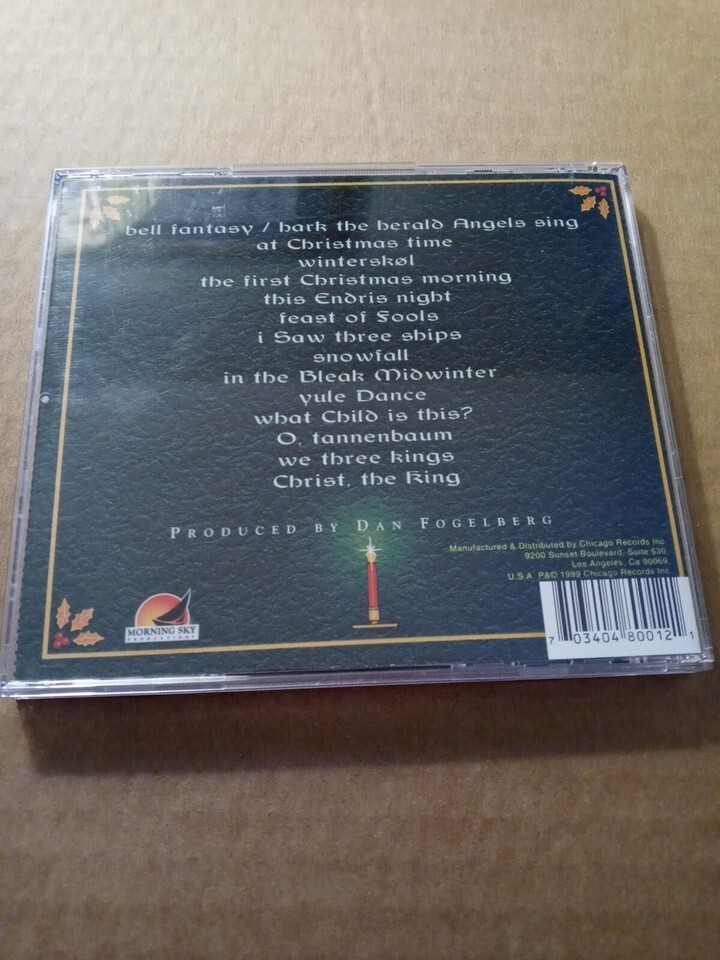 bell fantasy / hark the herald Angels sing
at Christmas time
winterskøl
the first Christmas morning
this Endris night
feast of Fools
i Saw three ships
snowfall
in the Bleak Midwinter
yule Dance
what Child is this?
O, tannenbaum
we three kings
Christ, the King
PRODUCED BY DAN FOGELBERG
Manufactured & Distributed by Chicago Records Inc
9200 Sunset Boulevard, Suite 530,
Los Angeles, Ca 90069,
U.S.A P&© 1999 Chicago Records Inc
MORNING SKY
PRODUCTIONS
7 03404 80012 1